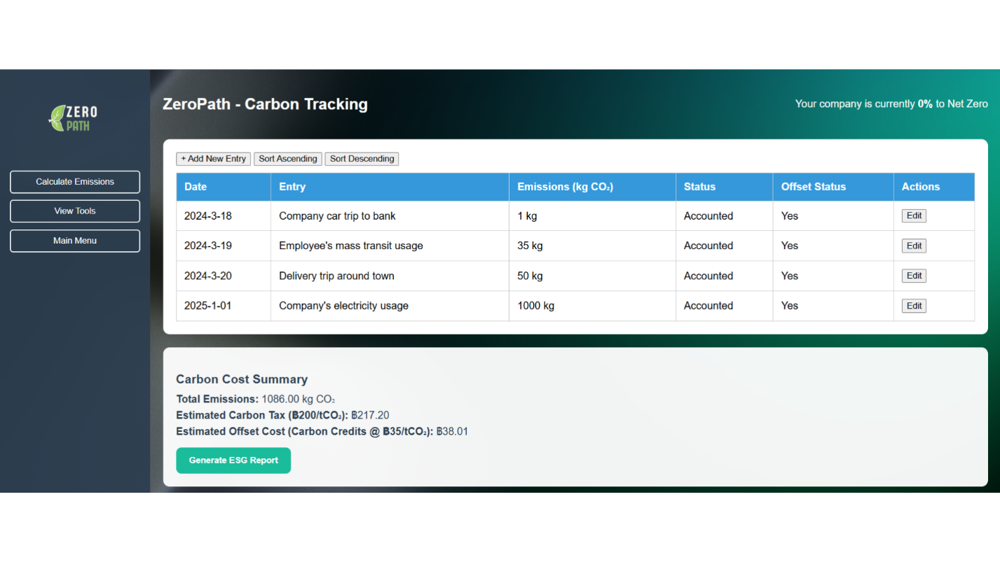 ZERO
PATH
Calculate Emissions
View Tools
Main Menu
ZeroPath - Carbon Tracking
Your company is currently 0% to Net Zero
+ Add New Entry Sort Ascending Sort Descending
Date Entry Emissions (kg CO₂) Status Offset Status Actions
2024-3-18 Company car trip to bank 1 kg Accounted Yes Edit
2024-3-19 Employee's mass transit usage 35 kg Accounted Yes Edit
2024-3-20 Delivery trip around town 50 kg Accounted Yes Edit
2025-1-01 Company's electricity usage 1000 kg Accounted Yes Edit
Carbon Cost Summary
Total Emissions: 1086.00 kg CO₂
Estimated Carbon Tax (฿200/tCO₂): ฿217.20
Estimated Offset Cost (Carbon Credits @ ฿35/tCO₂): ฿38.01
Generate ESG Report